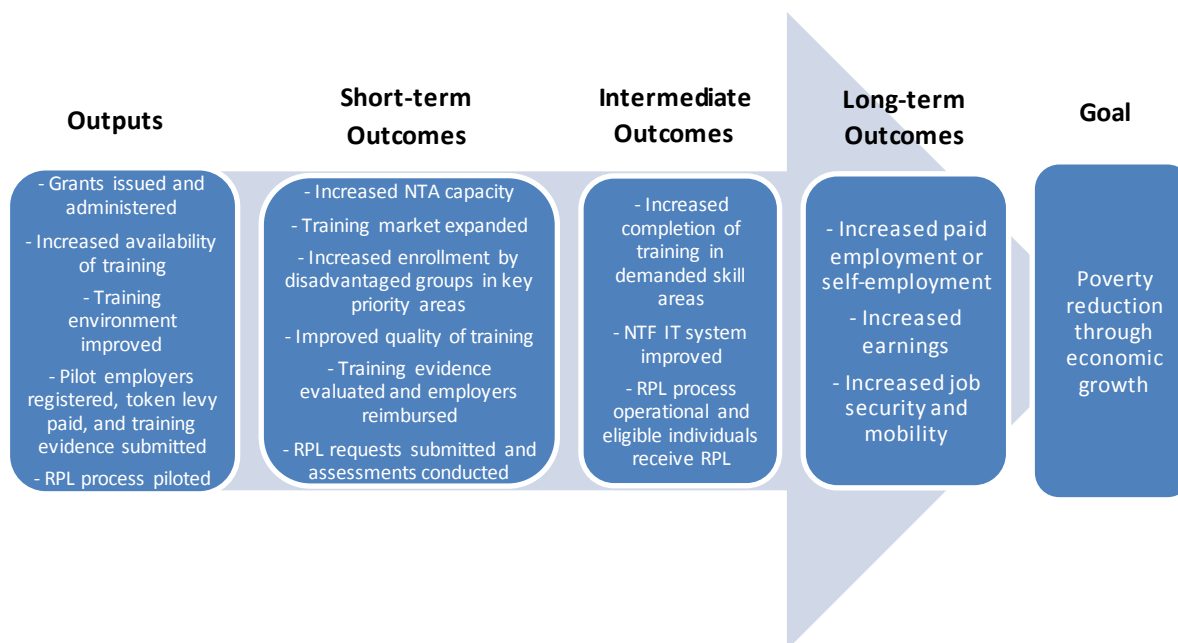 Outputs
- Grants issued and
administered
- Increased availability
of training
- Training
environment
improved
- Pilot employers
registered, token levy
paid, and training
evidence submitted
- RPL process piloted
Short-term
Outcomes
- Increased NTA capacity
- Training market expanded
- Increased enrollment by
disadvantaged groups in key
priority areas
- Improved quality of training
- Training evidence
evaluated and employers
reimbursed
- RPL requests submitted and
assessments conducted
Intermediate
Outcomes
- Increased
completion of
training in
demanded skill
areas
- NTF IT system
improved
- RPL process
operational and
eligible individuals
receive RPL
Long-term
Outcomes
- Increased paid
employment or
self-employment
- Increased
earnings
- Increased job
security and
mobility
Goal
Poverty
reduction
through
economic
growth